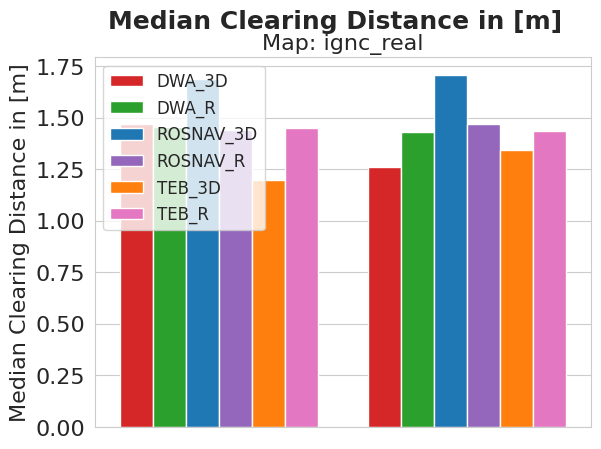 Median Clearing Distance in [m]
Map: ignc_real
Median Clearing Distance in [m]
1.75
1.50
1.25
1.00
0.75
0.50
0.25
0.00
DWA_3D
DWA_R
ROSNAV_3D
ROSNAV_R
TEB_3D
TEB_R